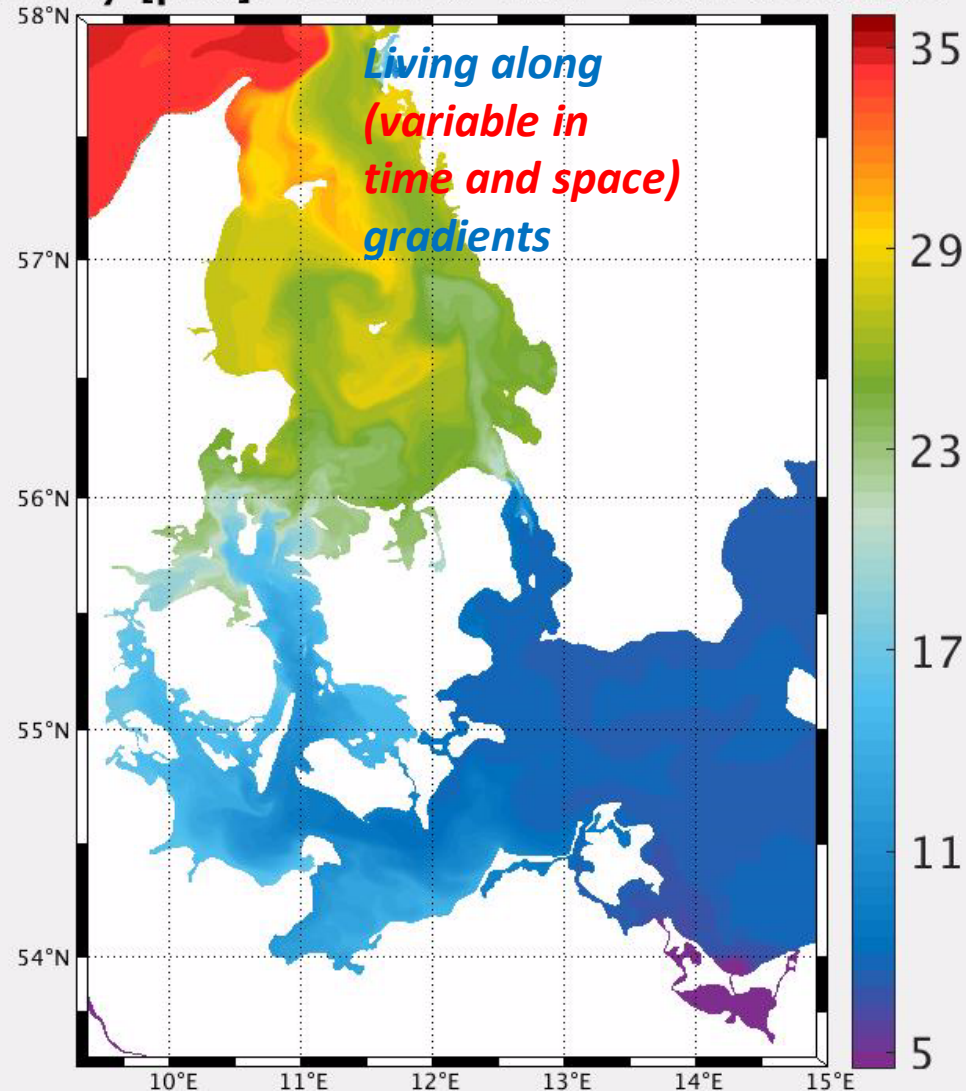 58°N
Living along
(variable in
time and space)
gradients
57°N
56°N
55°N
54°N
10°E 11°E 12°E 13°E 14°E 15°E
35
29
23
17
11
5